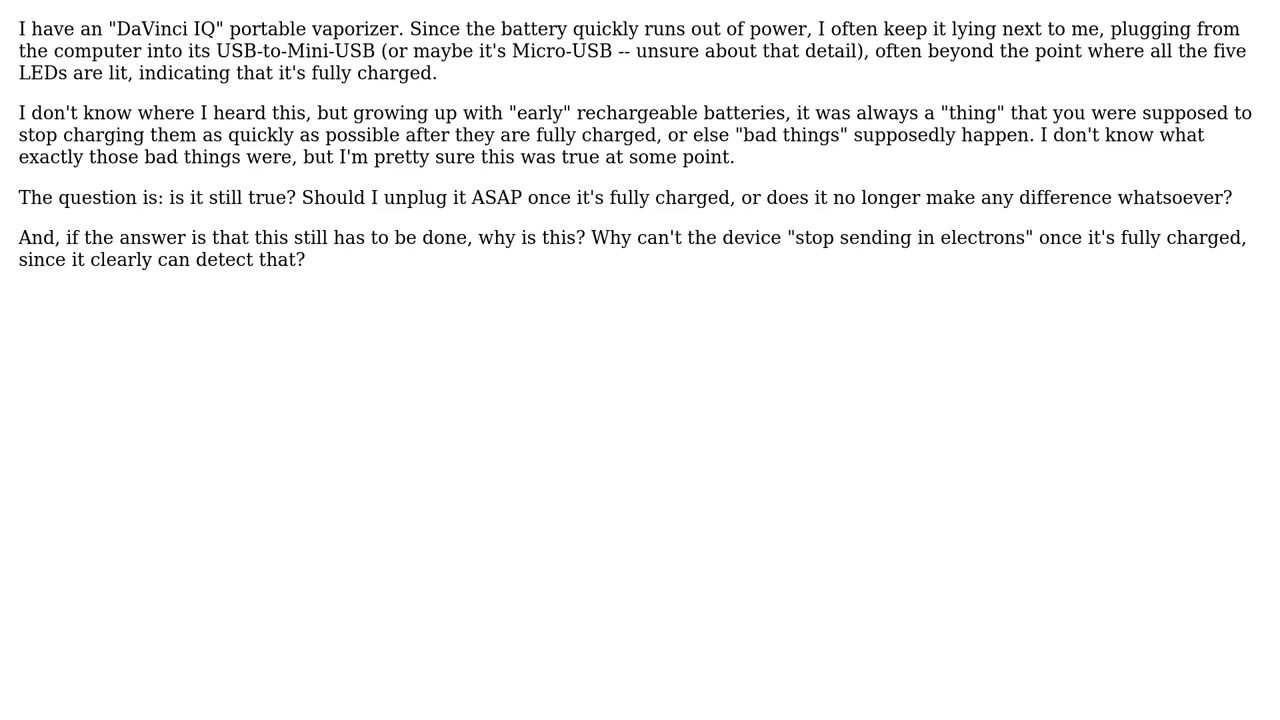 I have an "DaVinci IQ" portable vaporizer. Since the battery quickly runs out of power, I often keep it lying next to me, plugging from
the computer into its USB-to-Mini-USB (or maybe it's Micro-USB -- unsure about that detail), often beyond the point where all the five
LEDs are lit, indicating that it's fully charged.
I don't know where I heard this, but growing up with "early" rechargeable batteries, it was always a "thing" that you were supposed to
stop charging them as quickly as possible after they are fully charged, or else "bad things" supposedly happen. I don't know what
exactly those bad things were, but I'm pretty sure this was true at some point.
The question is: is it still true? Should I unplug it ASAP once it's fully charged, or does it no longer make any difference whatsoever?
And, if the answer is that this still has to be done, why is this? Why can't the device "stop sending in electrons" once it's fully charged,
since it clearly can detect that?